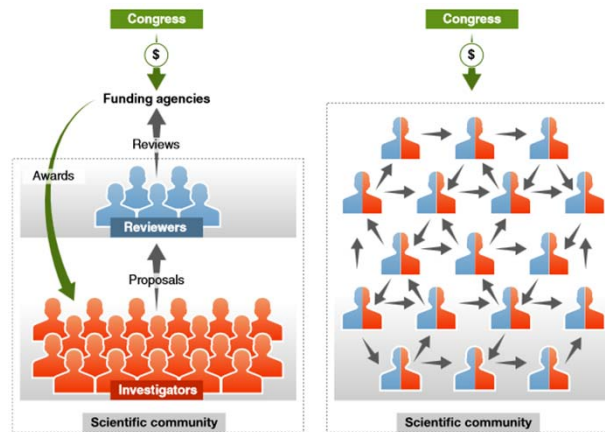 Congress
$
Funding agencies
Reviews
Awards
Reviewers
Proposals
Investigators
Scientific community
Congress
$
Scientific community